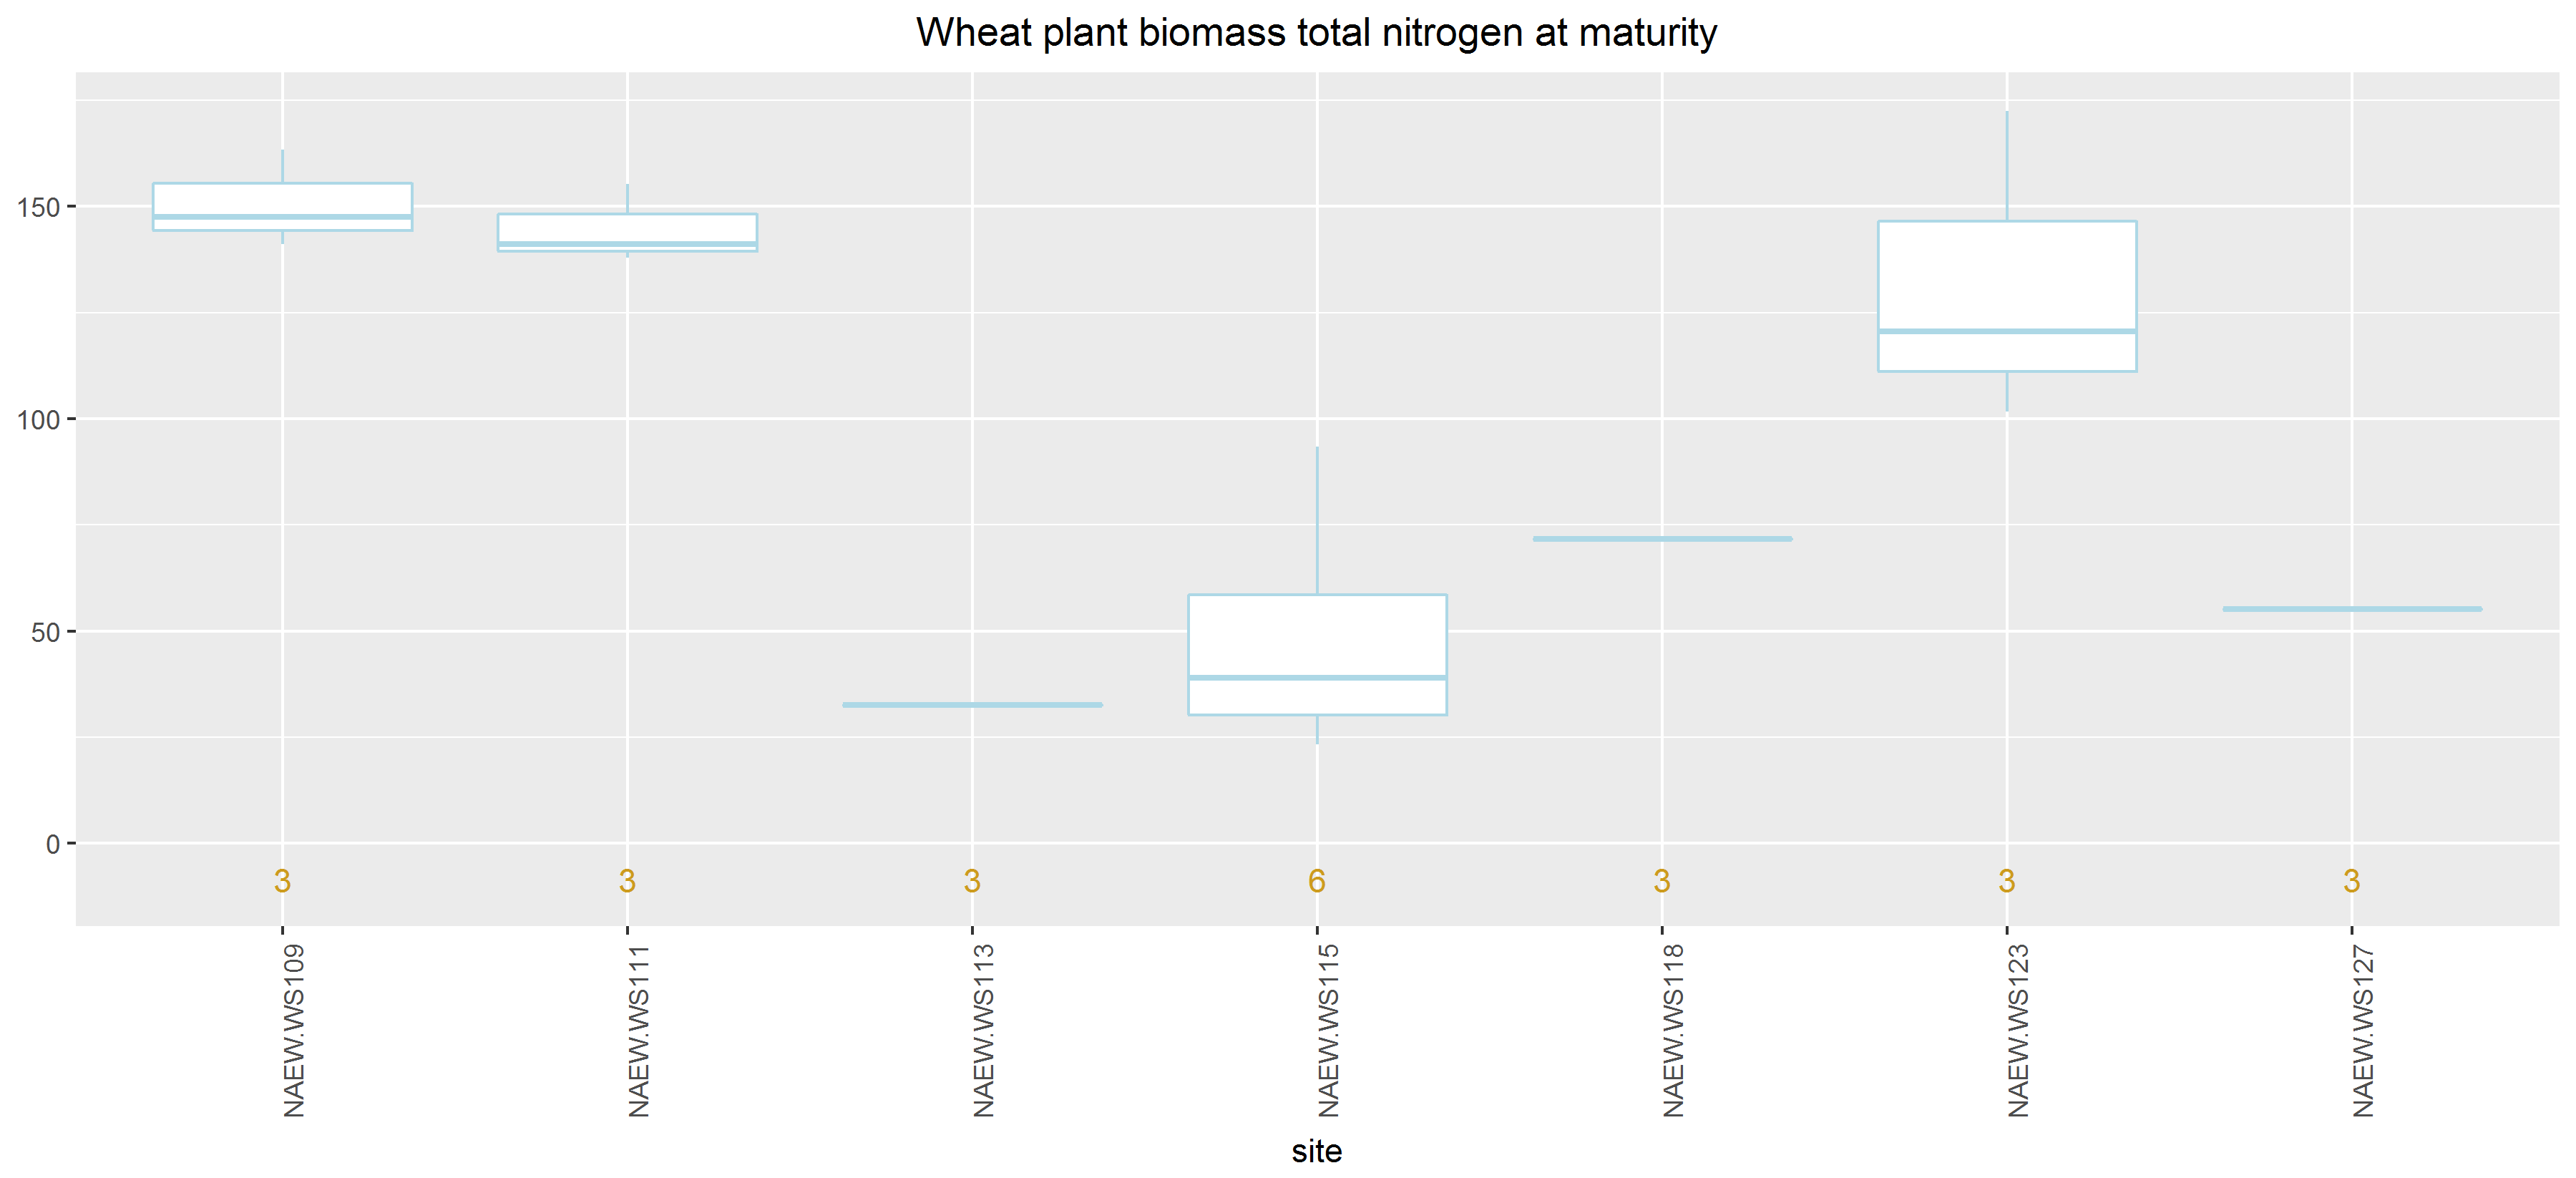 Wheat plant biomass total nitrogen at maturity
150
100
50
0
3 3 3 6 3 3 3
NAEW.WS109
NAEW.WS111
NAEW.WS113
NAEW.WS115
NAEW.WS118
NAEW.WS123
NAEW.WS127
site